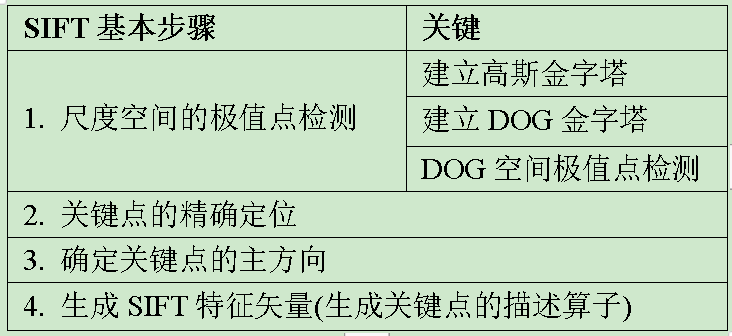 SIFT 基本步骤
关键
1. 尺度空间的极值点检测
建立高斯金字塔
建立 DOG 金字塔
DOG 空间极值点检测
2. 关键点的精确定位
3. 确定关键点的主方向
4. 生成 SIFT 特征矢量(生成关键点的描述算子)